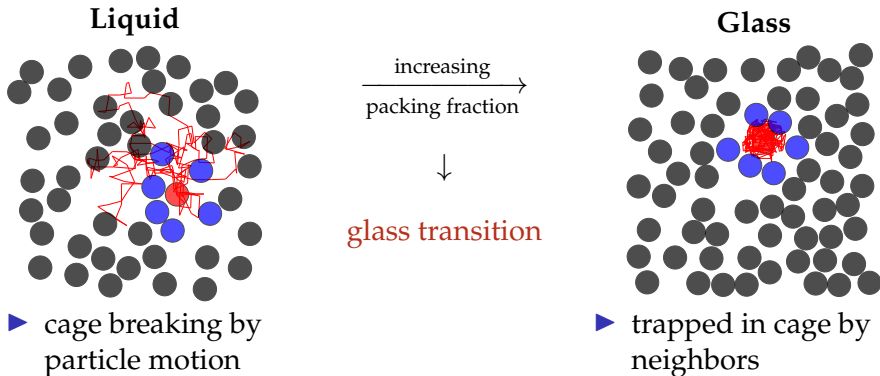 Liquid
Glass
increasing
packing fraction
glass transition
cage breaking by
particle motion
trapped in cage by
neighbors